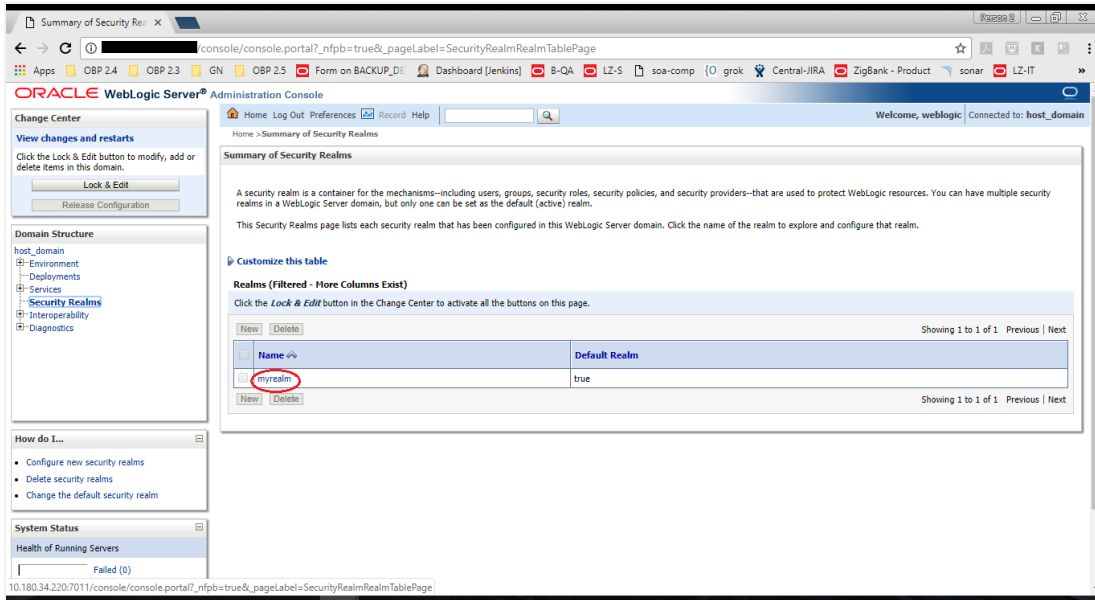 Summary of Security Rea
Person 2
/console/console.portal?_nfpb=true&_pageLabel=SecurityRealmRealmTablePage
Apps OBP 2.4 OBP 2.3 GN OBP 2.5 Form on BACKUP_DE Dashboard [Jenkins] B-QA LZ-S soa-comp {O grok Central-JIRA ZigBank - Product sonar LZ-IT »
ORACLE WebLogic Server® Administration Console
Change Center
View changes and restarts
Click the Lock & Edit button to modify, add or
delete items in this domain.
Lock & Edit
Release Configuration
Domain Structure
host_domain
Environment
Deployments
Services
Security Realms
Interoperability
Diagnostics
How do I...
Configure new security realms
Delete security realms
Change the default security realm
System Status
Health of Running Servers
Failed (0)
Home Log Out Preferences Record Help
Welcome, weblogic Connected to: host_domain
Home >Summary of Security Realms
Summary of Security Realms
A security realm is a container for the mechanisms--including users, groups, security roles, security policies, and security providers--that are used to protect WebLogic resources. You can have multiple security
realms in a WebLogic Server domain, but only one can be set as the default (active) realm.
This Security Realms page lists each security realm that has been configured in this WebLogic Server domain. Click the name of the realm to explore and configure that realm.
Customize this table
Realms (Filtered - More Columns Exist)
Click the Lock & Edit button in the Change Center to activate all the buttons on this page.
New Delete Showing 1 to 1 of 1 Previous | Next
Name Default Realm
myrealm true
New Delete Showing 1 to 1 of 1 Previous | Next
10.180.34.220:7011/console/console.portal?_nfpb=true&_pageLabel=SecurityRealmRealmTablePage